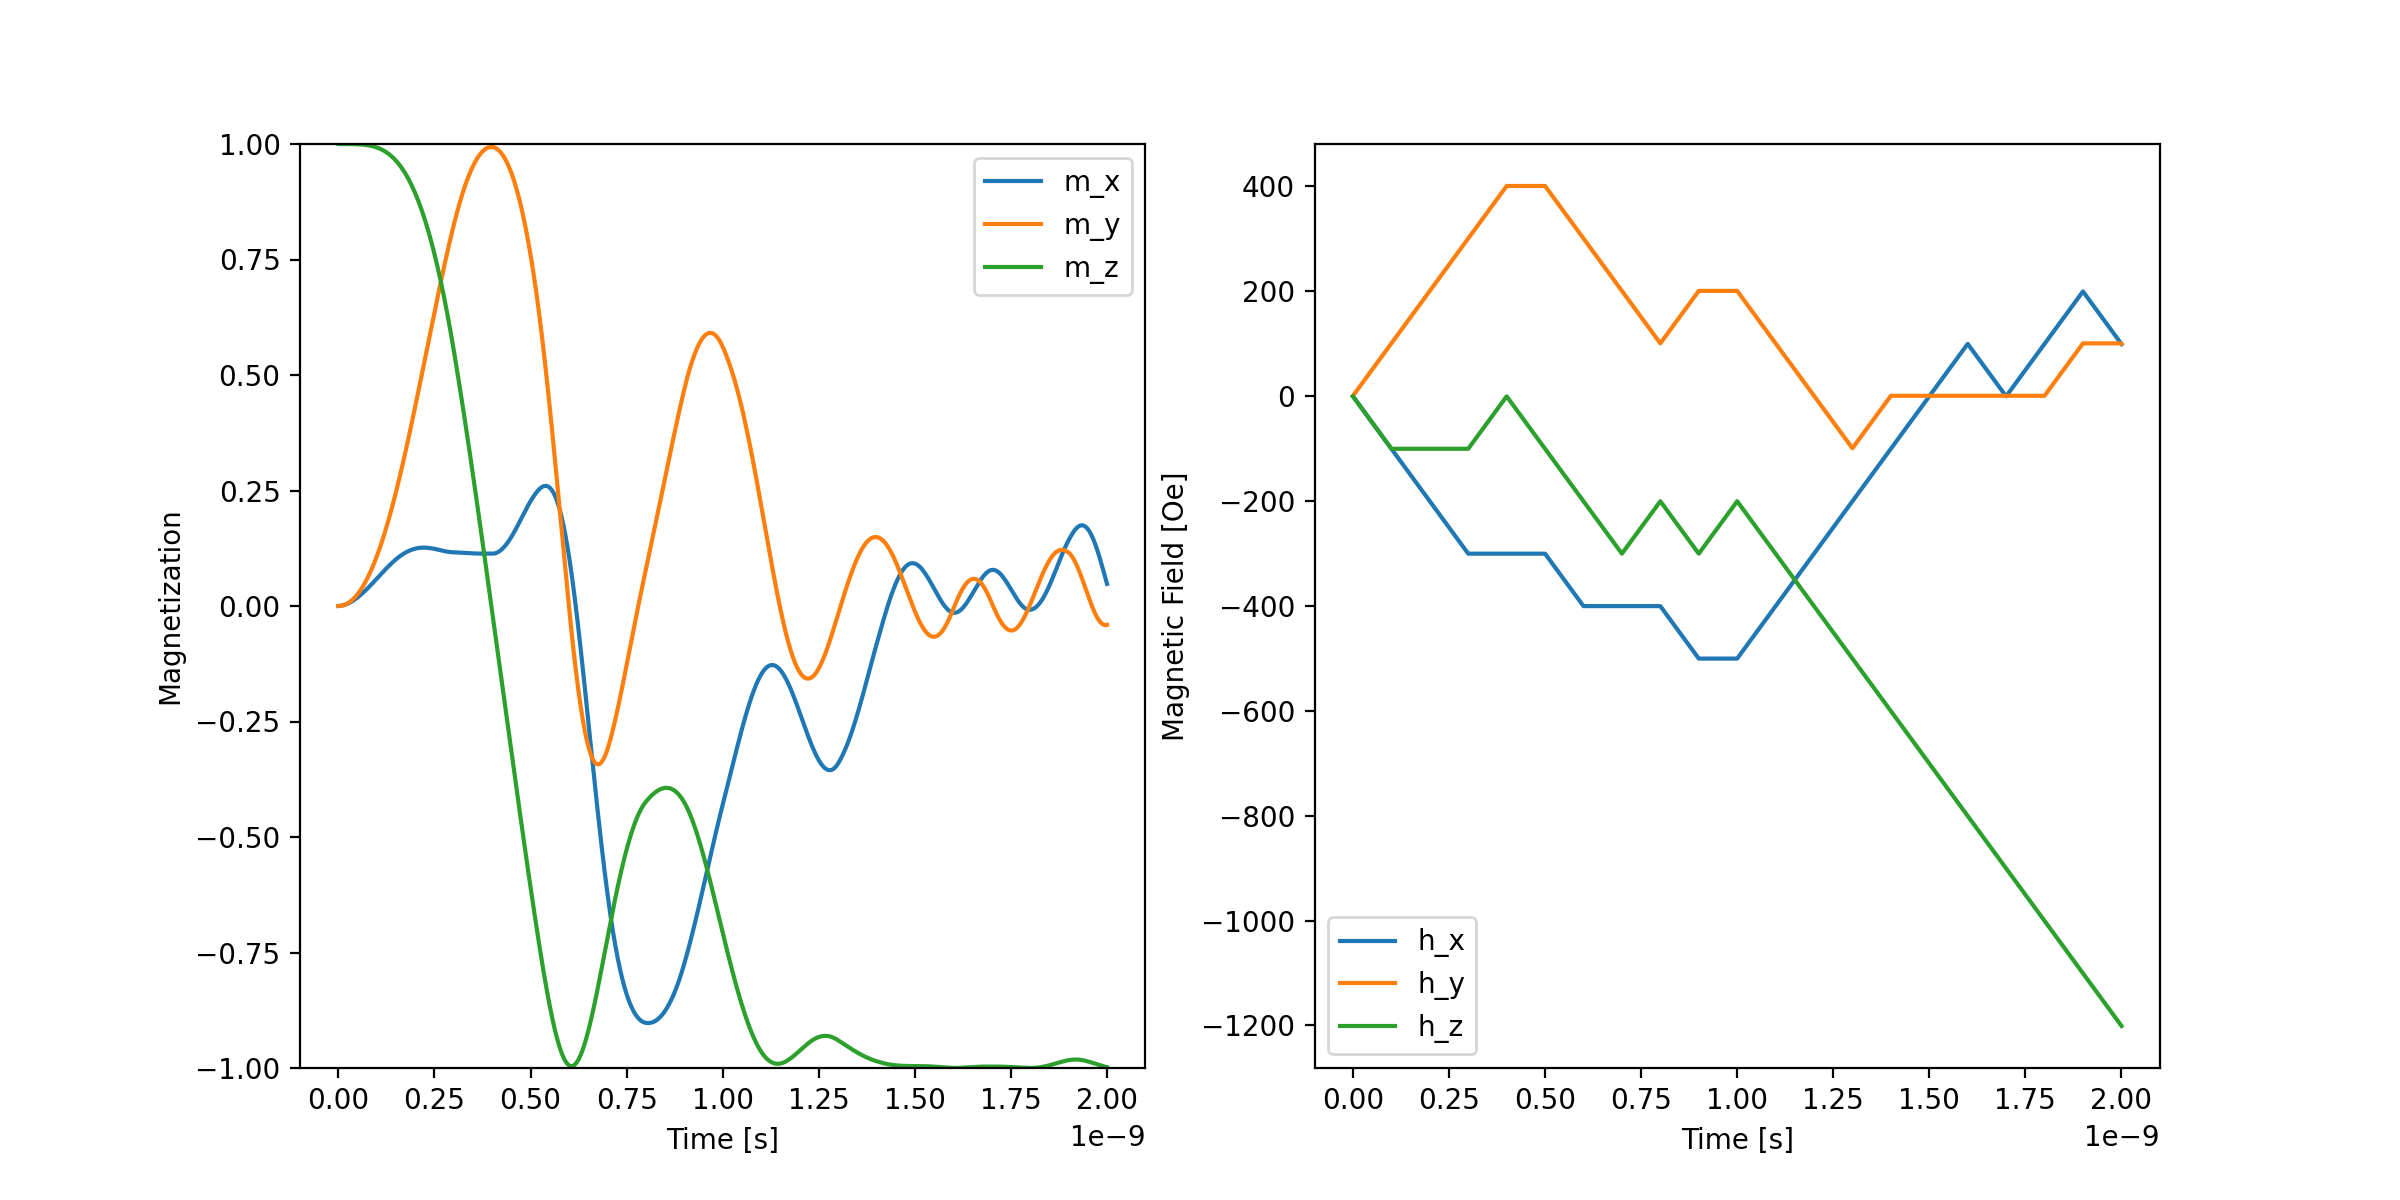 Magnetization
1.00
0.75
0.50
0.25
0.00
−0.25
−0.50
−0.75
−1.00
m_x
m_y
m_z
0.00 0.25 0.50 0.75 1.00 1.25 1.50 1.75 2.00
Time [s]
1e−9
Magnetic Field [Oe]
400
200
0
−200
−400
−600
−800
−1000
−1200
h_x
h_y
h_z
0.00 0.25 0.50 0.75 1.00 1.25 1.50 1.75 2.00
Time [s]
1e−9